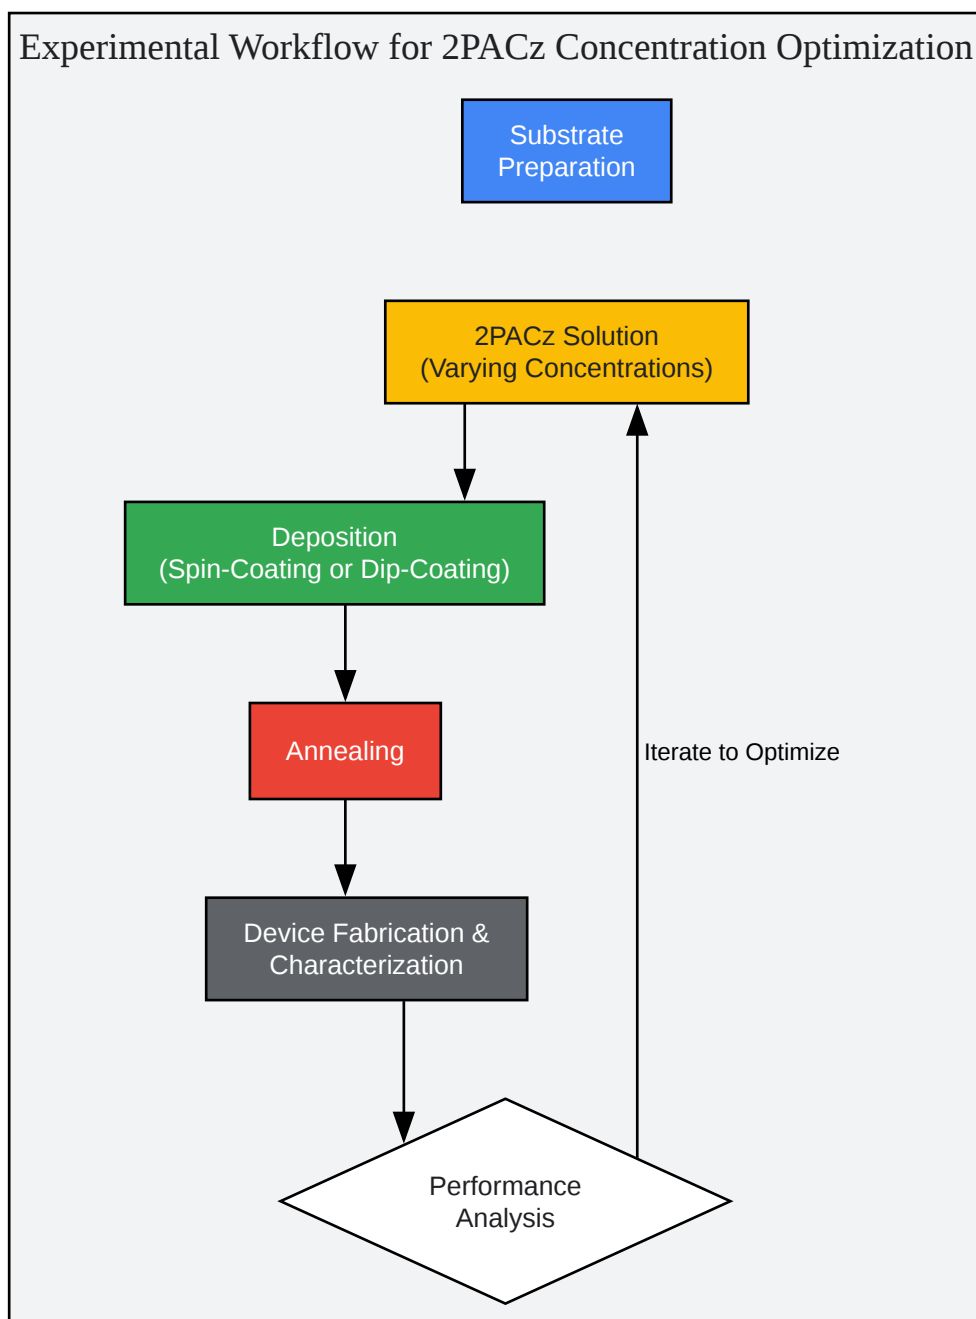 Experimental Workflow for 2PACz Concentration Optimization
Substrate
Preparation
2PACz Solution
(Varying Concentrations)
Deposition
(Spin-Coating or Dip-Coating)
Annealing
Iterate to Optimize
Device Fabrication &
Characterization
Performance
Analysis